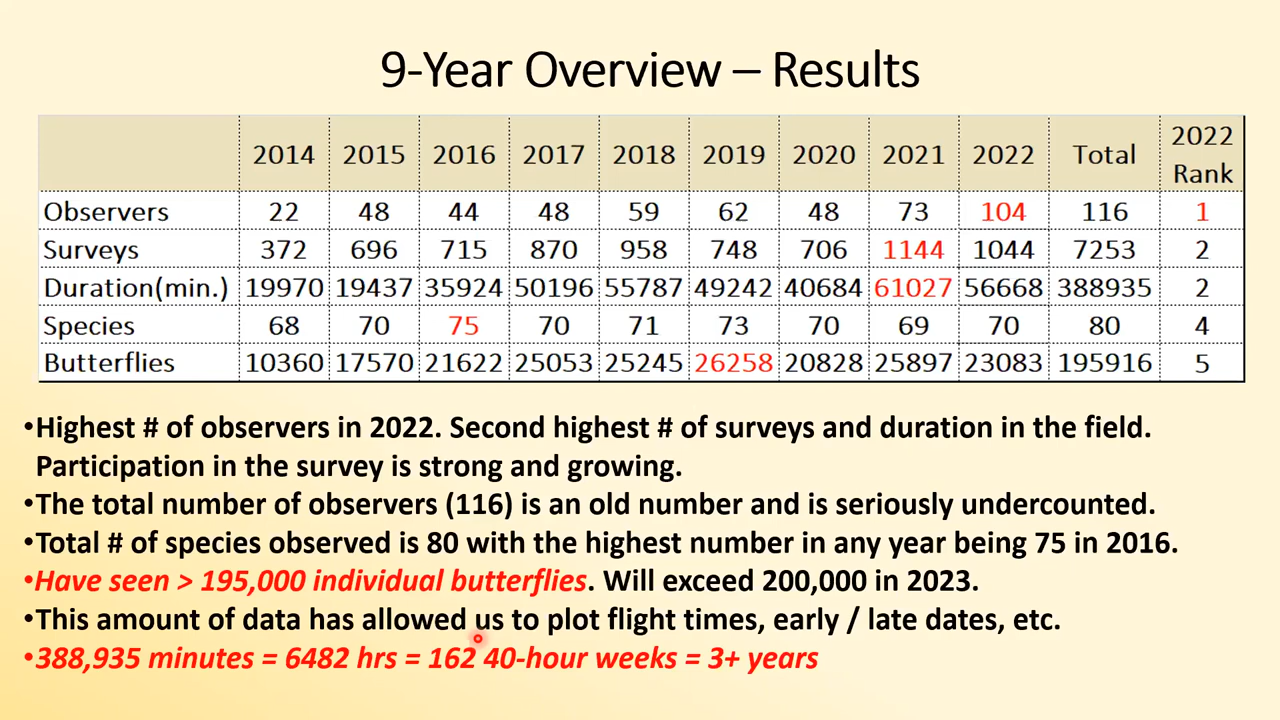 9-Year Overview – Results
2014 2015 2016 2017 2018 2019 2020 2021 2022 Total 2022 Rank
Observers 22 48 44 48 59 62 48 73 104 116 1
Surveys 372 696 715 870 958 748 706 1144 1044 7253 2
Duration(min.) 19970 19437 35924 50196 55787 49242 40684 61027 56668 388935 2
Species 68 70 75 70 71 73 70 69 70 80 4
Butterflies 10360 17570 21622 25053 25245 26258 20828 25897 23083 195916 5
•Highest # of observers in 2022. Second highest # of surveys and duration in the field.
Participation in the survey is strong and growing.
•The total number of observers (116) is an old number and is seriously undercounted.
•Total # of species observed is 80 with the highest number in any year being 75 in 2016.
•Have seen > 195,000 individual butterflies. Will exceed 200,000 in 2023.
•This amount of data has allowed us to plot flight times, early / late dates, etc.
•388,935 minutes = 6482 hrs = 162 40-hour weeks = 3+ years